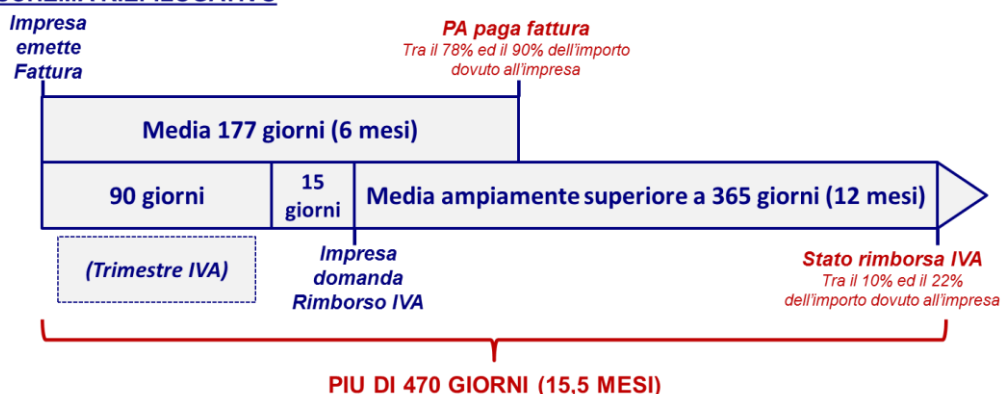 Impresa
emette
Fattura
PA paga fattura
Tra il 78% ed il 90% dell'importo
dovuto all'impresa
Media 177 giorni (6 mesi)
90 giorni
15
giorni
Media ampiamente superiore a 365 giorni (12 mesi)
(Trimestre IVA)
Impresa
domanda
Rimborso IVA
Stato rimborsa IVA
Tra il 10% ed il 22%
dell'importo dovuto all'impresa
PIU DI 470 GIORNI (15,5 MESI)